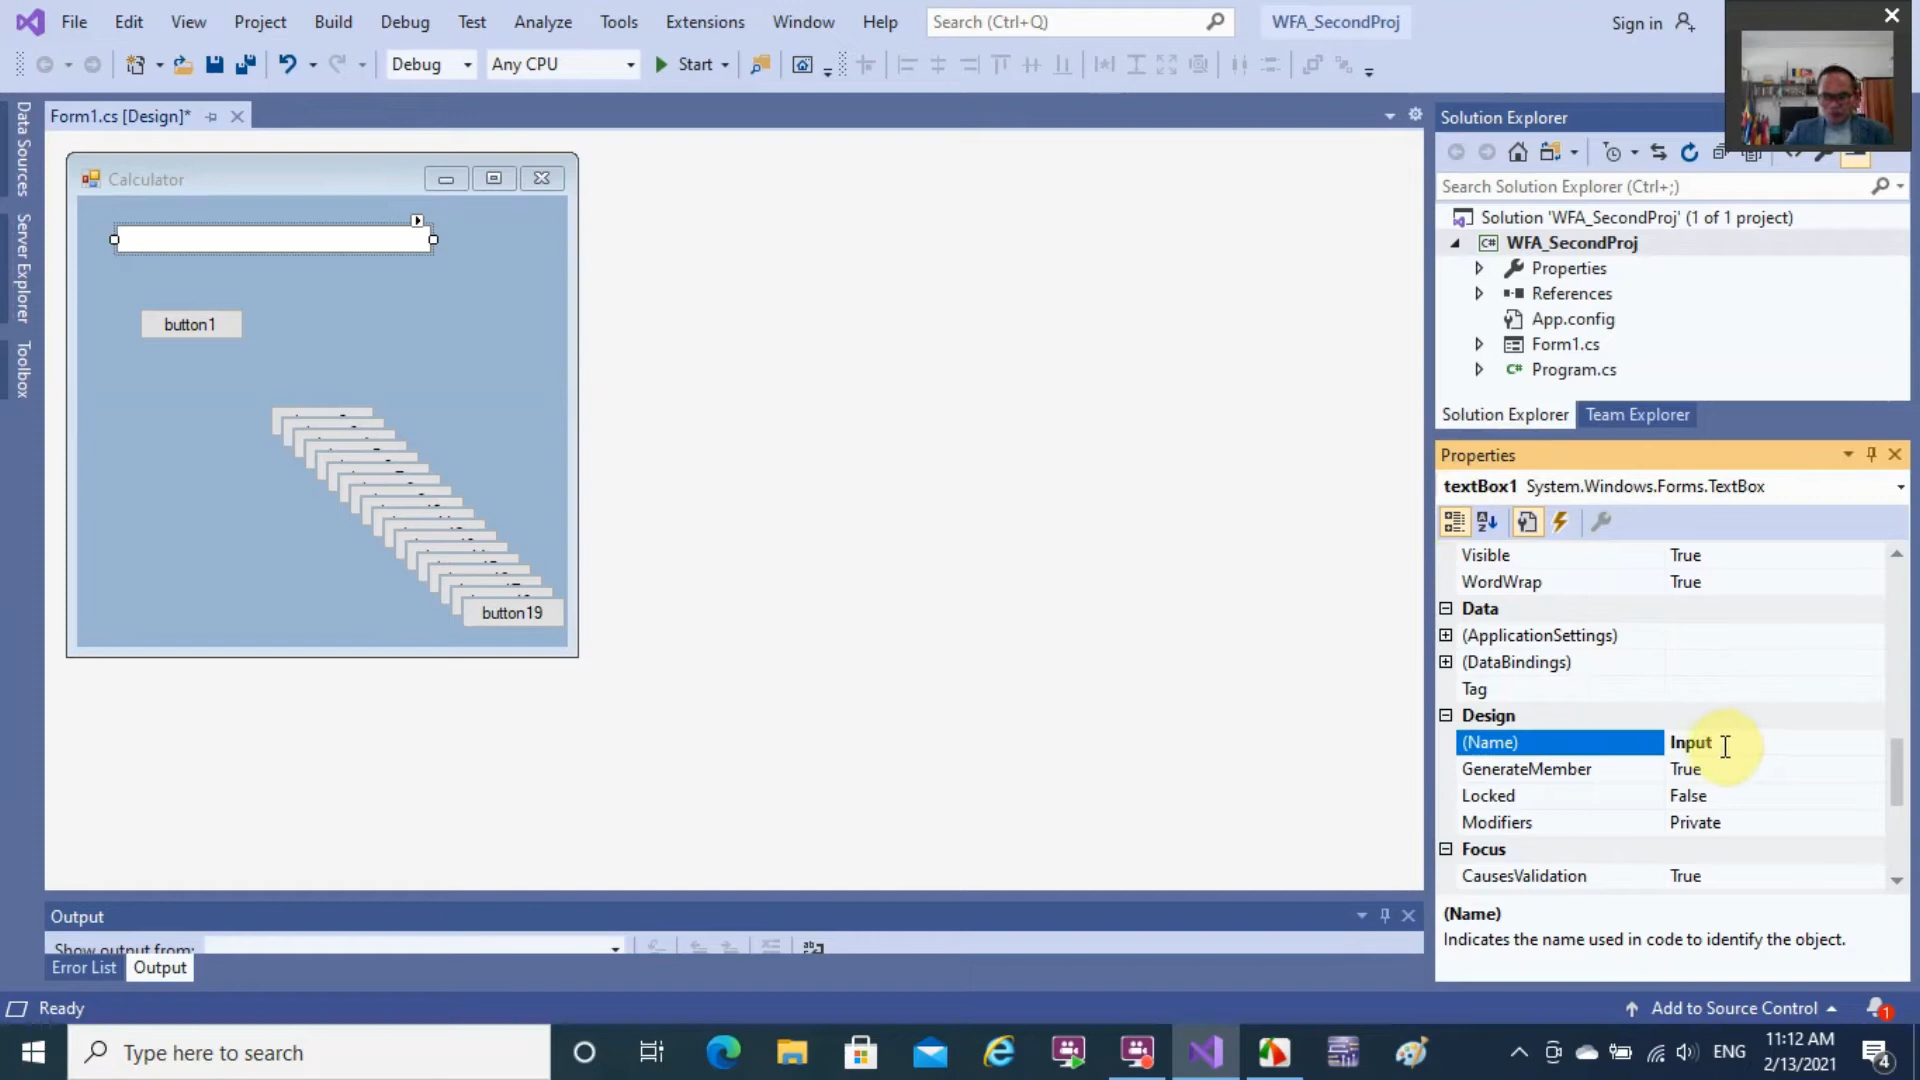 File Edit View Project Build Debug Test Analyze Tools Extensions Window Help Search (Ctrl+Q) WFA_SecondProj Sign in
Debug Any CPU Start
Form1.cs [Design]*
Data Sources
Server Explorer
Toolbox
Calculator
button1
button19
Solution Explorer
Search Solution Explorer (Ctrl+;)
Solution 'WFA_SecondProj' (1 of 1 project)
WFA_SecondProj
Properties
References
App.config
Form1.cs
Program.cs
Solution Explorer Team Explorer
Properties
textBox1 System.Windows.Forms.TextBox
Visible True
WordWrap True
Data
(ApplicationSettings)
(DataBindings)
Tag
Design
(Name) Input
GenerateMember True
Locked False
Modifiers Private
Focus
CausesValidation True
(Name)
Indicates the name used in code to identify the object.
Output
Show output from:
Error List Output
Ready Add to Source Control 1
Type here to search ENG 11:12 AM
2/13/2021 4